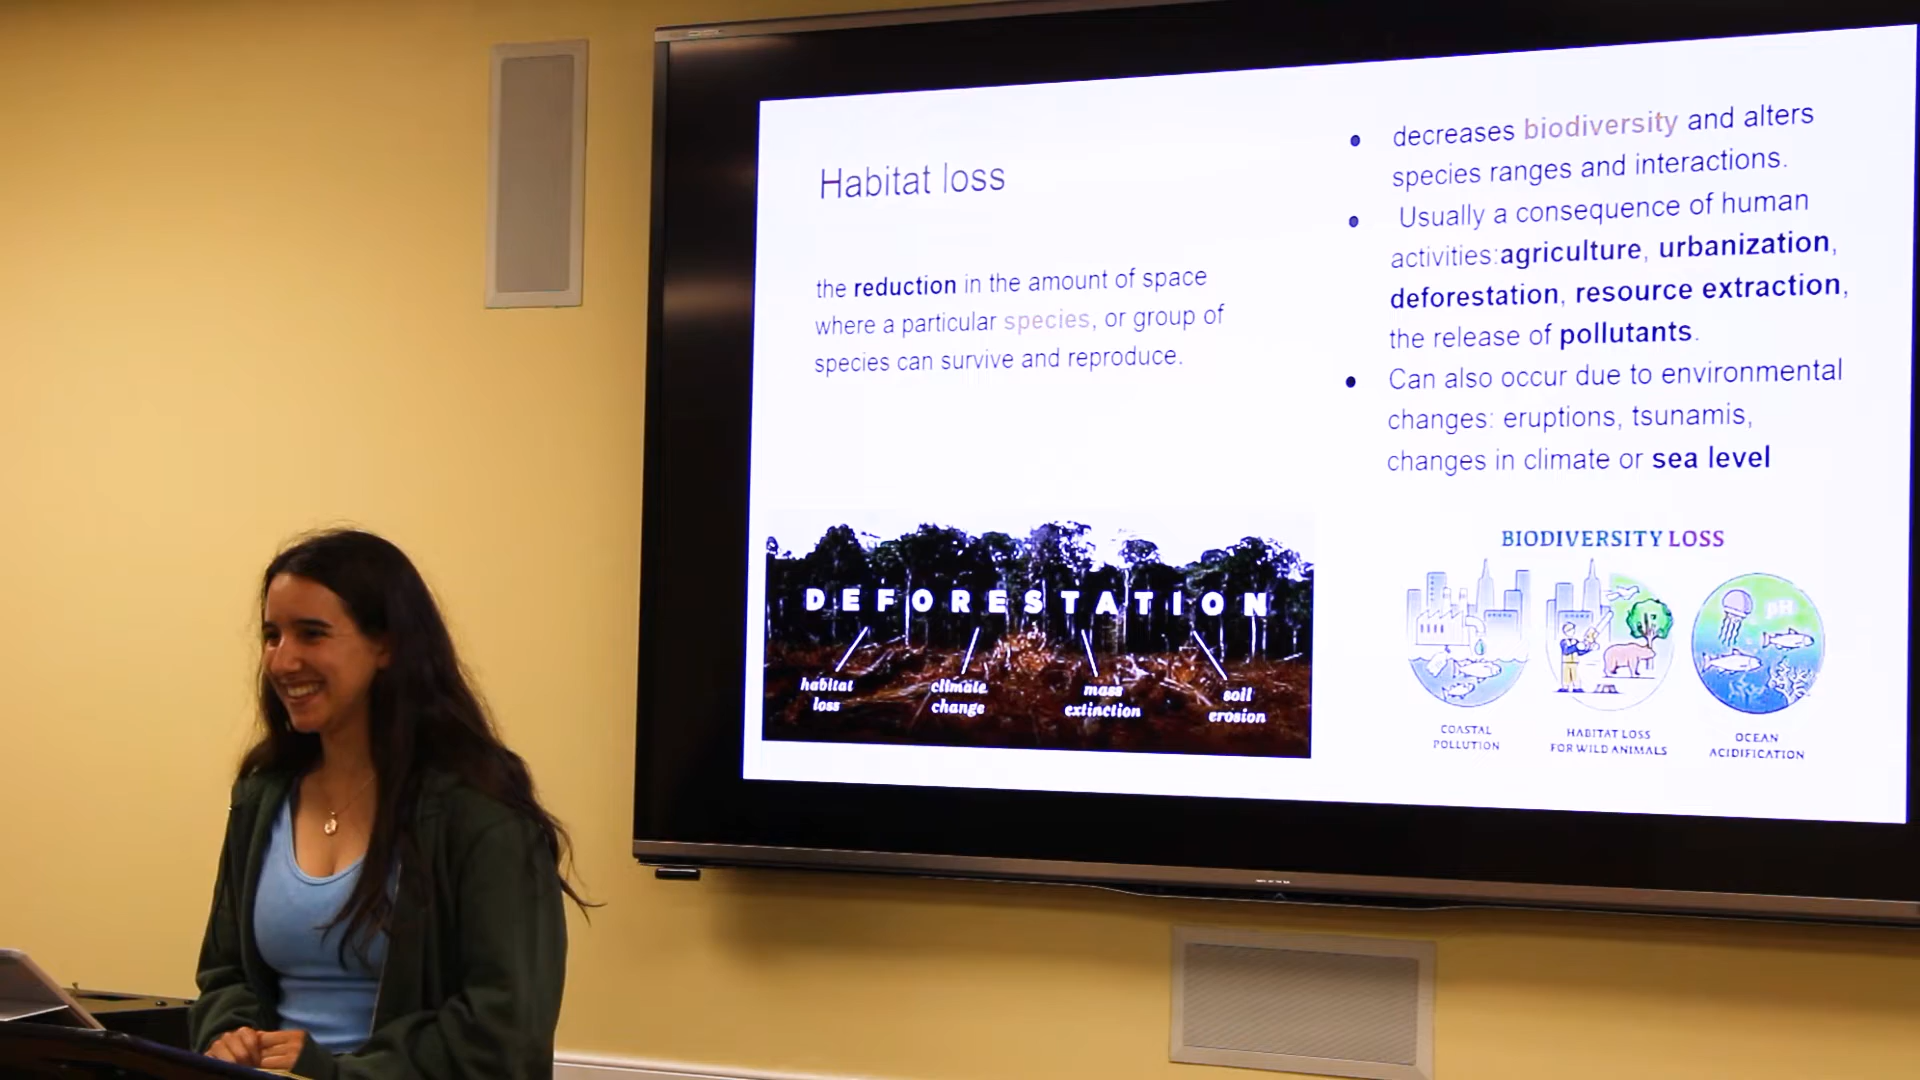 Habitat loss
the reduction in the amount of space
where a particular species, or group of
species can survive and reproduce.
decreases biodiversity and alters
species ranges and interactions.
Usually a consequence of human
activities:agriculture, urbanization,
deforestation, resource extraction,
the release of pollutants.
Can also occur due to environmental
changes: eruptions, tsunamis,
changes in climate or sea level
DEFORESTATION
habitat
loss
climate
change
mass
extinction
soil
erosion
BIODIVERSITY LOSS
pH
COASTAL
POLLUTION
HABITAT LOSS
FOR WILD ANIMALS
OCEAN
ACIDIFICATION